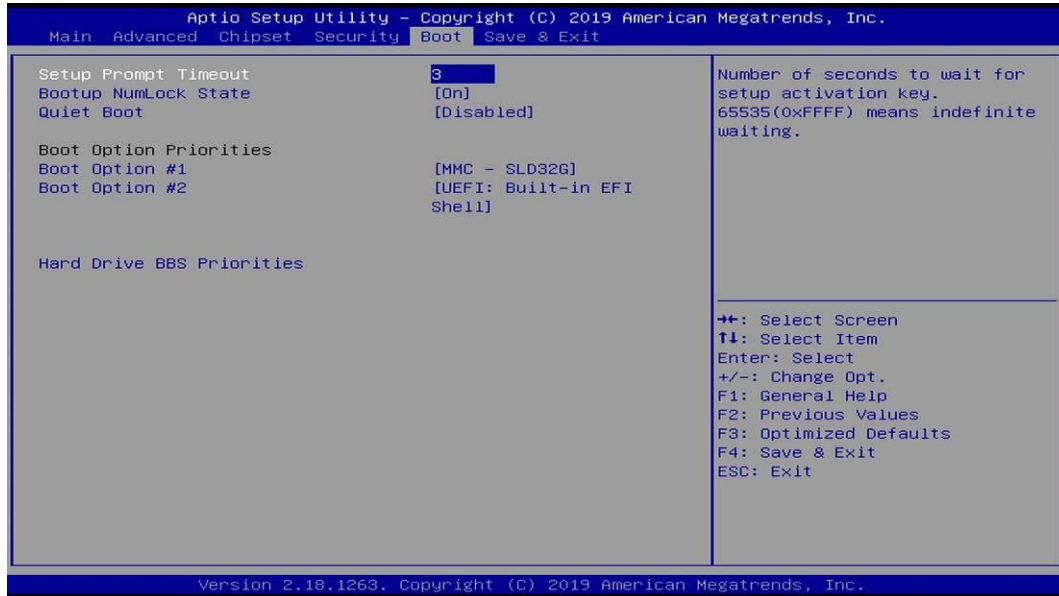 Aptio Setup Utility – Copyright (C) 2019 American Megatrends, Inc.
Main Advanced Chipset Security Boot Save & Exit
Setup Prompt Timeout 3
Bootup NumLock State [On]
Quiet Boot [Disabled]
Boot Option Priorities
Boot Option #1 [MMC – SLD32G]
Boot Option #2 [UEFI: Built-in EFI
Shell]
Hard Drive BBS Priorities
Number of seconds to wait for
setup activation key.
65535(0xFFFF) means indefinite
waiting.
→←: Select Screen
↑↓: Select Item
Enter: Select
+/-: Change Opt.
F1: General Help
F2: Previous Values
F3: Optimized Defaults
F4: Save & Exit
ESC: Exit
Version 2.18.1263. Copyright (C) 2019 American Megatrends, Inc.